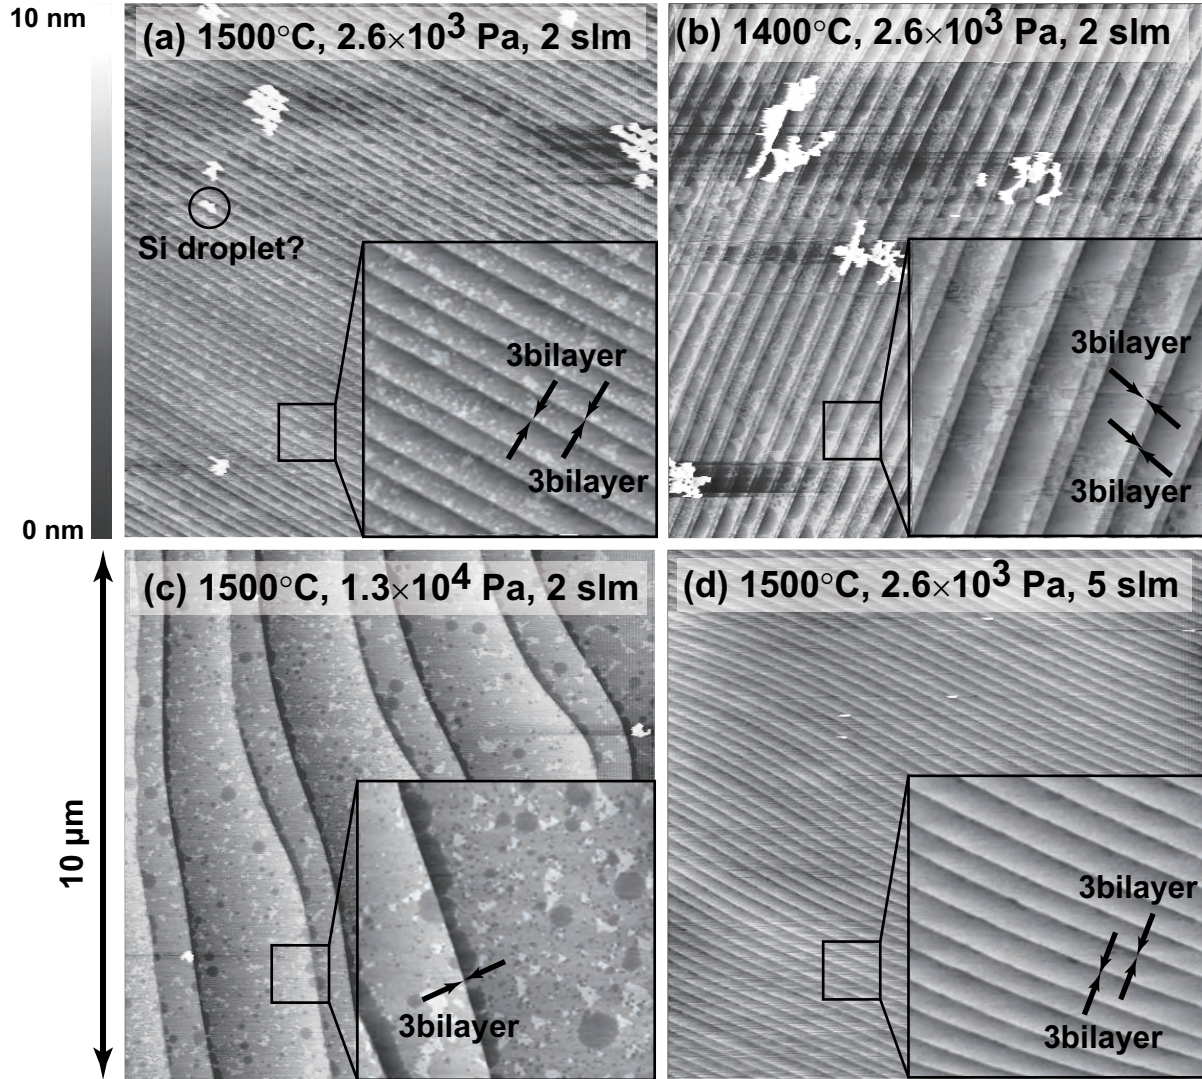 10 nm
(a) 1500°C, 2.6×10³ Pa, 2 slm
(b) 1400°C, 2.6×10³ Pa, 2 slm
Si droplet?
3bilayer
3bilayer
3bilayer
3bilayer
0 nm
(c) 1500°C, 1.3×10⁴ Pa, 2 slm
(d) 1500°C, 2.6×10³ Pa, 5 slm
10 µm
3bilayer
3bilayer
3bilayer